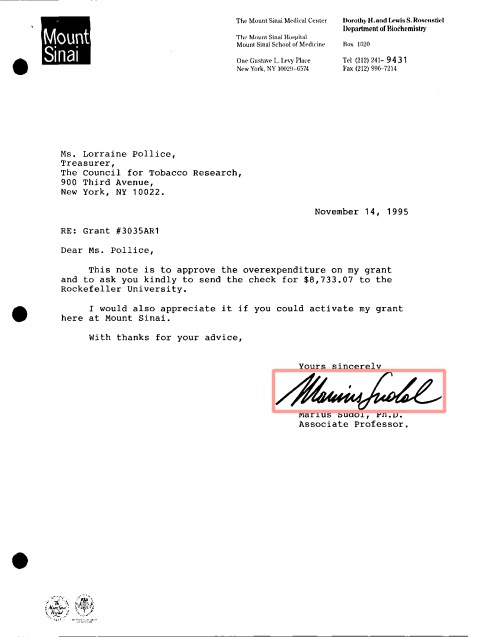 Mount
Sinai
The Mount Sinai Medical Center
The Mount Sinai Hospital
Mount Sinai School of Medicine
One Gustave L. Levy Place
New York, NY 10029-6574
Dorothy H. and Lewis S. Rosenstiel
Department of Biochemistry
Box 1020
Tel (212) 241- 9431
Fax (212) 996-7214
Ms. Lorraine Pollice,
Treasurer,
The Council for Tobacco Research,
900 Third Avenue,
New York, NY 10022.
November 14, 1995
RE: Grant #3035AR1
Dear Ms. Pollice,
This note is to approve the overexpenditure on my grant
and to ask you kindly to send the check for $8,733.07 to the
Rockefeller University.
I would also appreciate it if you could activate my grant
here at Mount Sinai.
With thanks for your advice,
Yours sincerely
Marius Sudol
Marius Sudol, Ph.D.
Associate Professor.